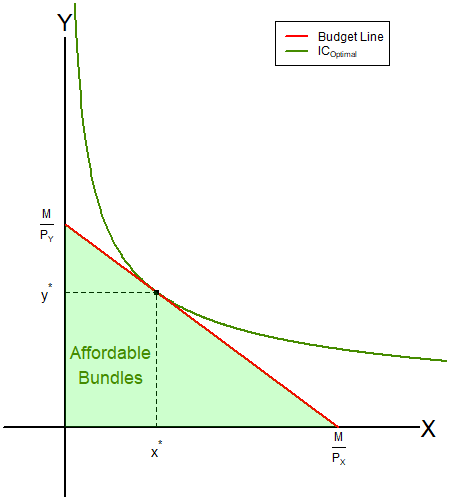 Y
Budget Line
IC_Optimal
M
P_Y
y*
Affordable
Bundles
X
x*
M
P_X